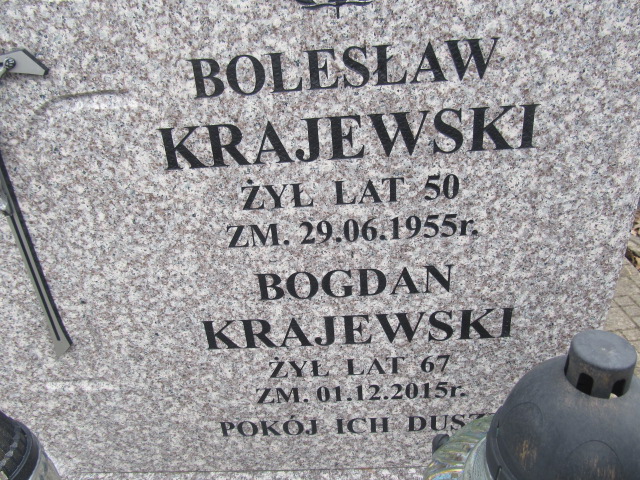 BOLESŁAW
KRAJEWSKI
ŻYŁ LAT 50
ZM. 29.06.1955r.
BOGDAN
KRAJEWSKI
ŻYŁ LAT 67
ZM. 01.12.2015r.
POKÓJ ICH